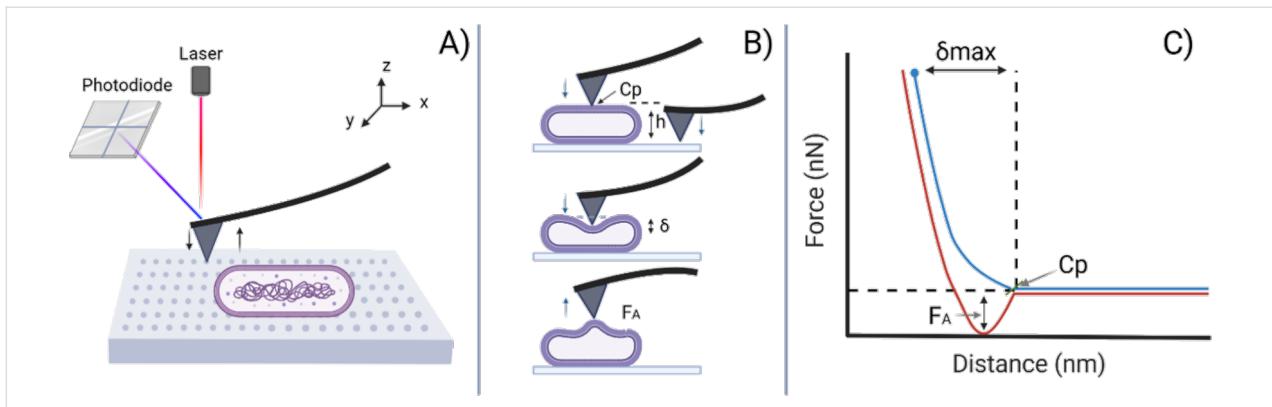 A)
Laser
Photodiode
z
x
y
B)
Cp
h
δ
FA
C)
δmax
Force (nN)
Cp
FA
Distance (nm)